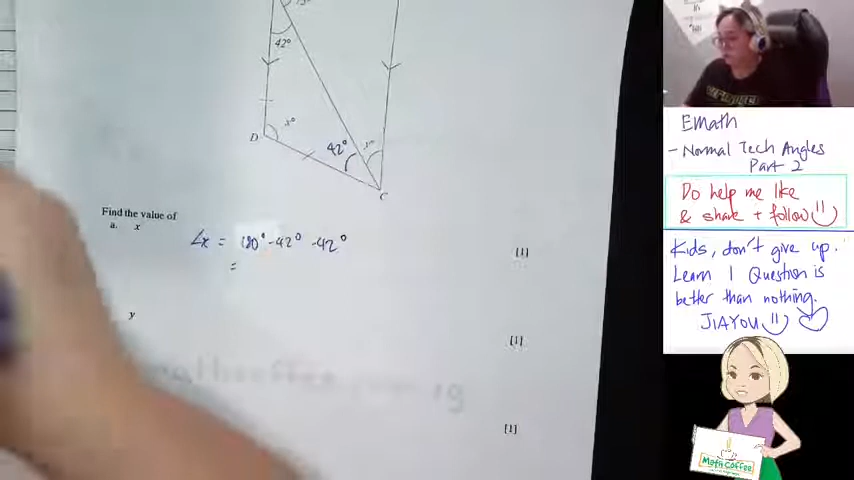 42°
x°
D
42°
y°
C
Find the value of
a. x
∠x = 180° - 42° - 42°
=
[1]
y
[1]
[1]
EMath
- Normal Tech Angles
Part 2
Do help me like
& share + follow
Kids, don't give up.
Learn 1 Question is
better than nothing.
JIAYOU
Math Coffee